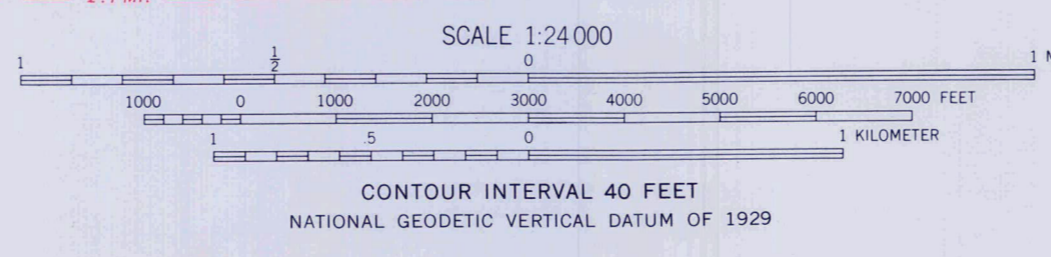 SCALE 1:24 000
1 1/2 0 1
1000 0 1000 2000 3000 4000 5000 6000 7000 FEET
1 .5 0 1 KILOMETER
CONTOUR INTERVAL 40 FEET
NATIONAL GEODETIC VERTICAL DATUM OF 1929